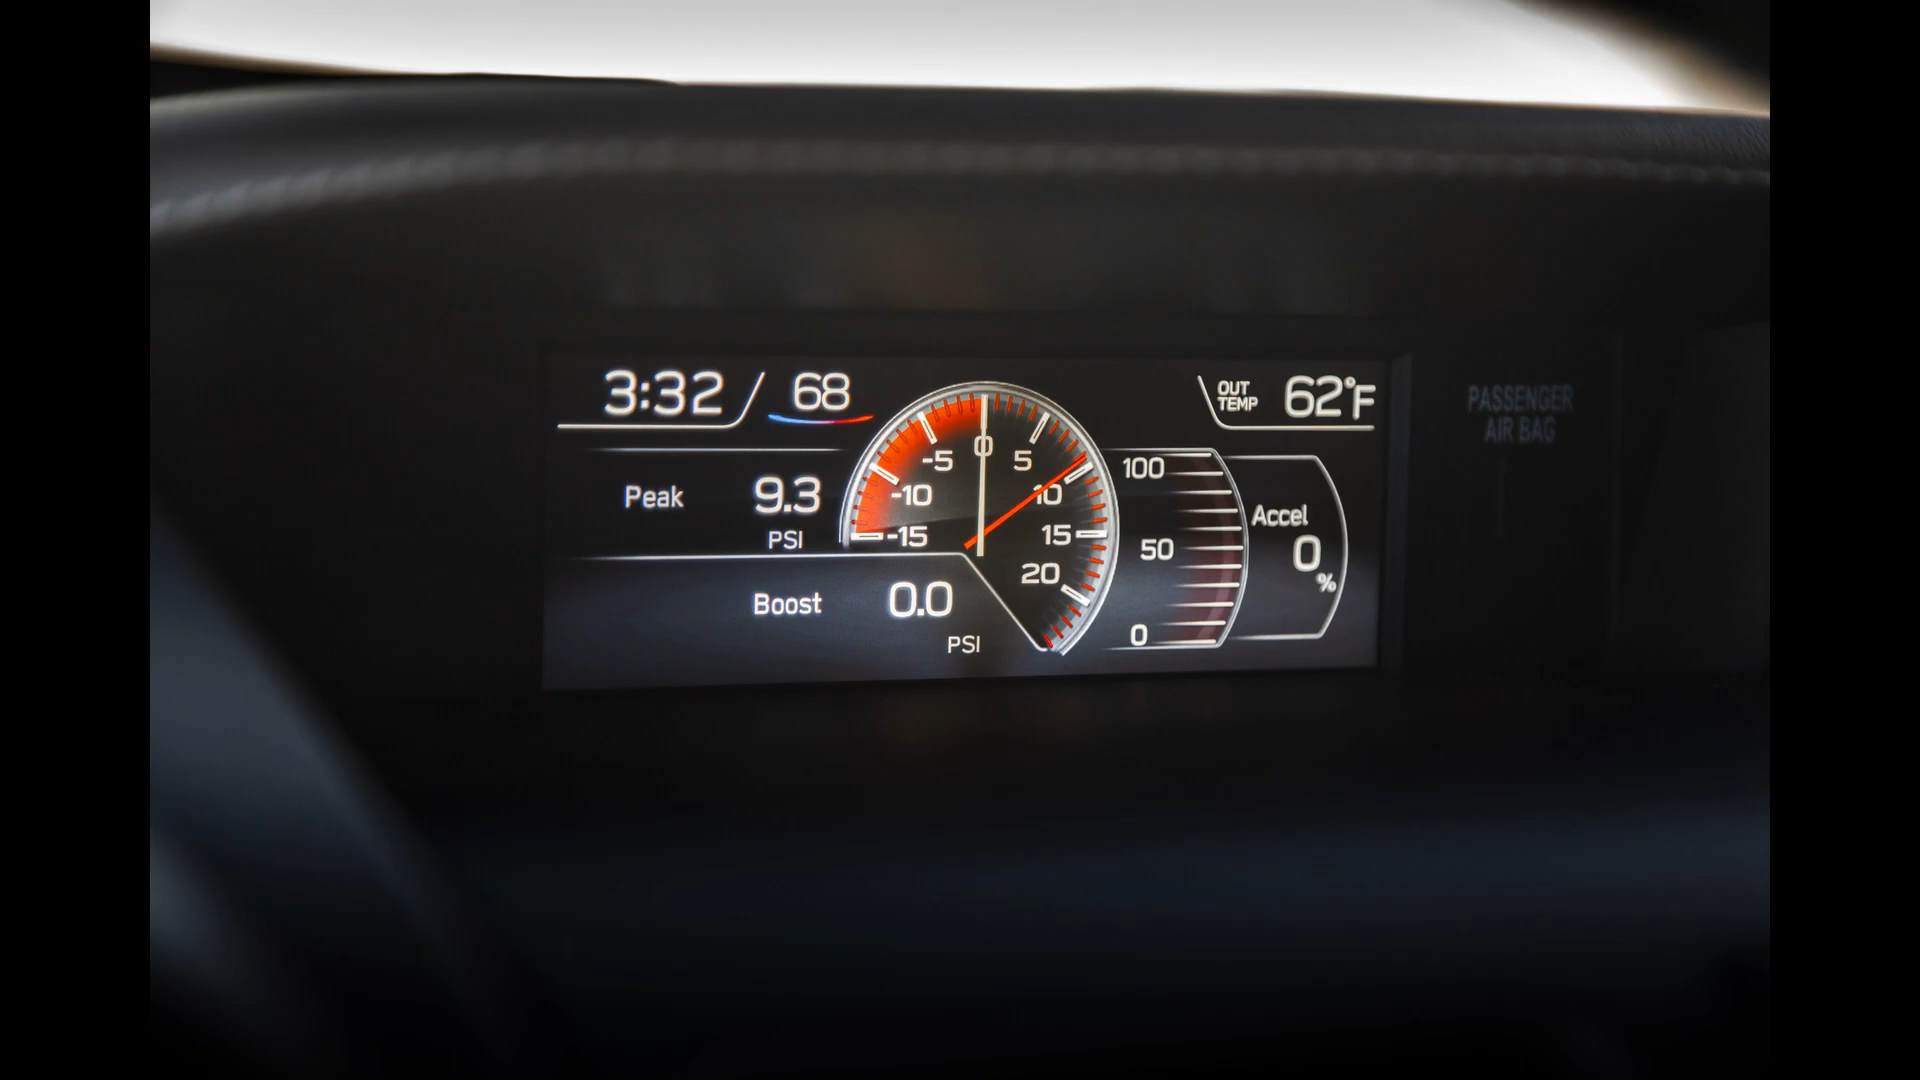 3:32 68
OUT
TEMP
62°F
Peak 9.3
PSI
Boost 0.0
PSI
-15
-10
-5
0
5
10
15
20
100
50
0
Accel
0
%
PASSENGER
AIR BAG